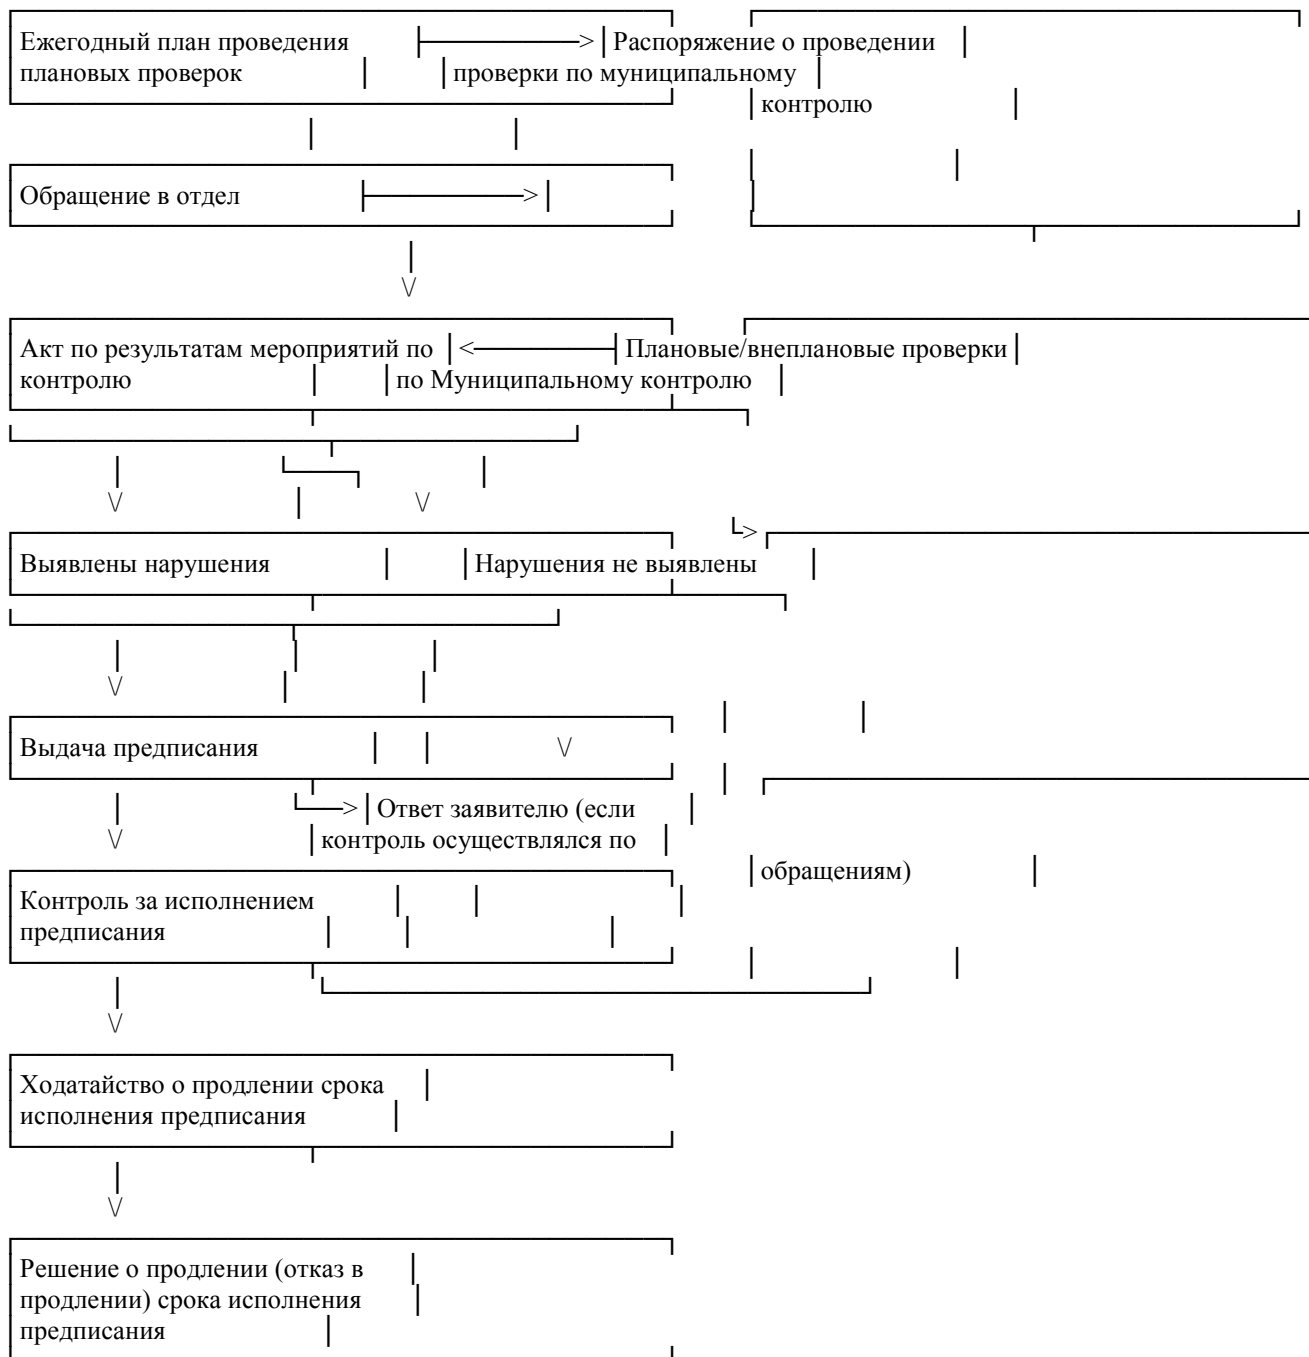 Ежегодный план проведения
Распоряжение о проведении
плановых проверок
проверки по муниципальному
контролю
Обращение в отдел
Акт по результатам мероприятий по
Плановые/внеплановые проверки
контролю
по Муниципальному контролю
Выявлены нарушения
Нарушения не выявлены
Выдача предписания
Ответ заявителю (если
контроль осуществлялся по
обращениям)
Контроль за исполнением
предписания
Ходатайство о продлении срока
исполнения предписания
Решение о продлении (отказ в
продлении) срока исполнения
предписания